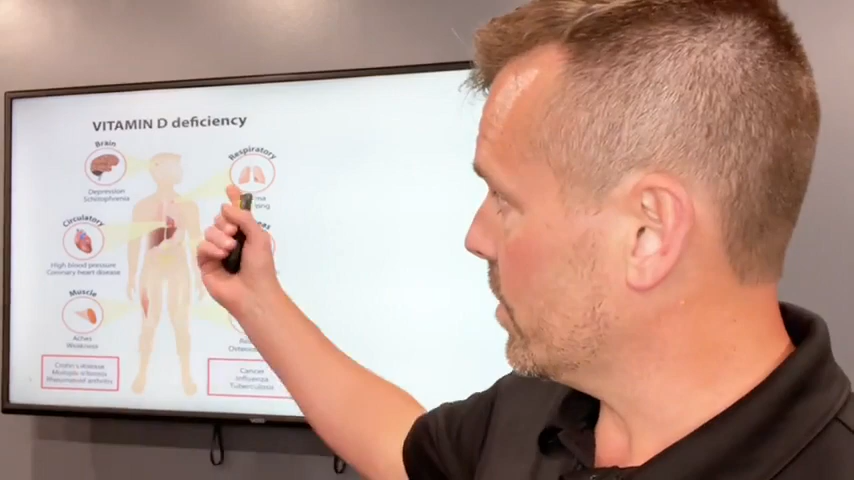 VITAMIN D deficiency
Brain
Depression
Schizophrenia
Respiratory
Circulatory
High blood pressure
Coronary heart disease
Muscle
Aches
Weakness
Crohn's disease
Multiple sclerosis
Rheumatoid arthritis
Cancer
Influenza
Tuberculosis